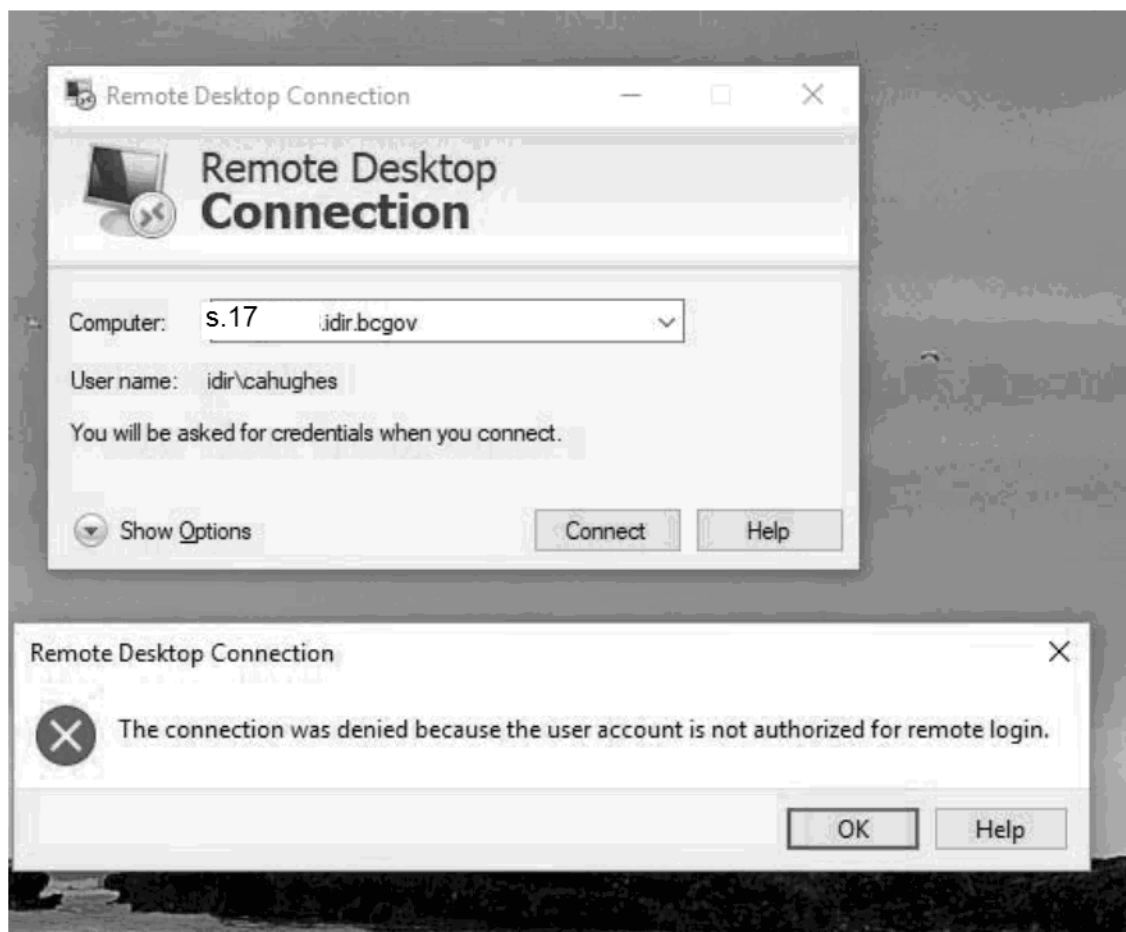 Remote Desktop Connection
Remote Desktop
Connection
Computer: s.17 .idir.bcgov
User name: idir\cahughes
You will be asked for credentials when you connect.
Show Options Connect Help
Remote Desktop Connection
The connection was denied because the user account is not authorized for remote login.
OK Help